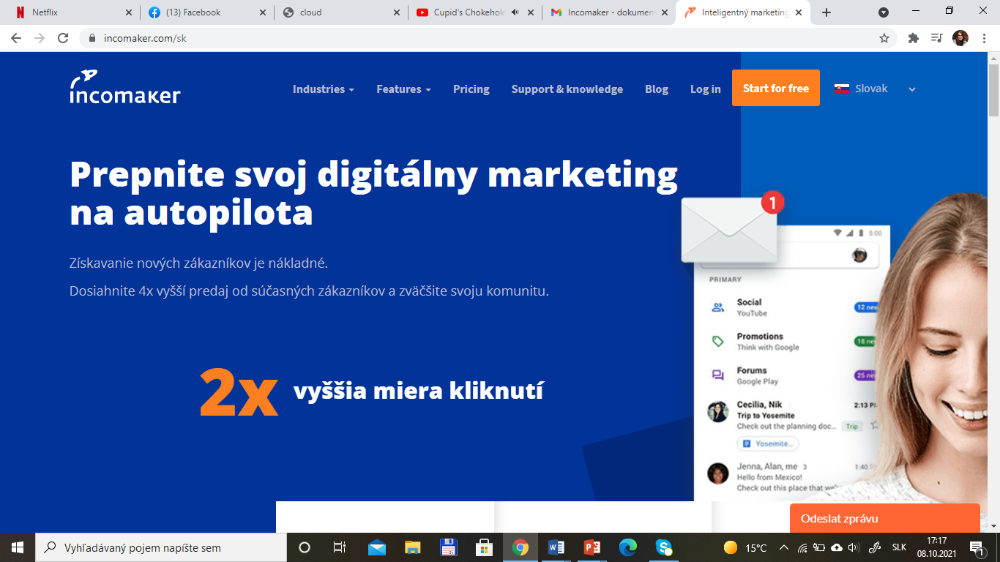 Netflix
(13) Facebook
cloud
Cupid's Chokehol
Incomaker - dokumen
Inteligentný marketing
incomaker.com/sk
incomaker
Industries
Features
Pricing
Support & knowledge
Blog
Log in
Start for free
Slovak
Prepnite svoj digitálny marketing
na autopilota
Získavanie nových zákazníkov je nákladné.
Dosiahnite 4x vyšší predaj od súčasných zákazníkov a zväčšite svoju komunitu.
2x vyššia miera kliknutí
1
5:00
PRIMARY
Social
YouTube
12 new
Promotions
Think with Google
18 ne
Forums
Google Play
25 ne
Cecilia, Nik
2:13 P
Trip to Yosemite
Check out the planning doc...
Trip
Yosemite...
Jenna, Alan, me 3
1:40
Hello from Mexico!
Check out this place that we
Odeslat zprávu
Vyhľadávaný pojem napíšte sem
15°C
SLK
17:17
08.10.2021
1